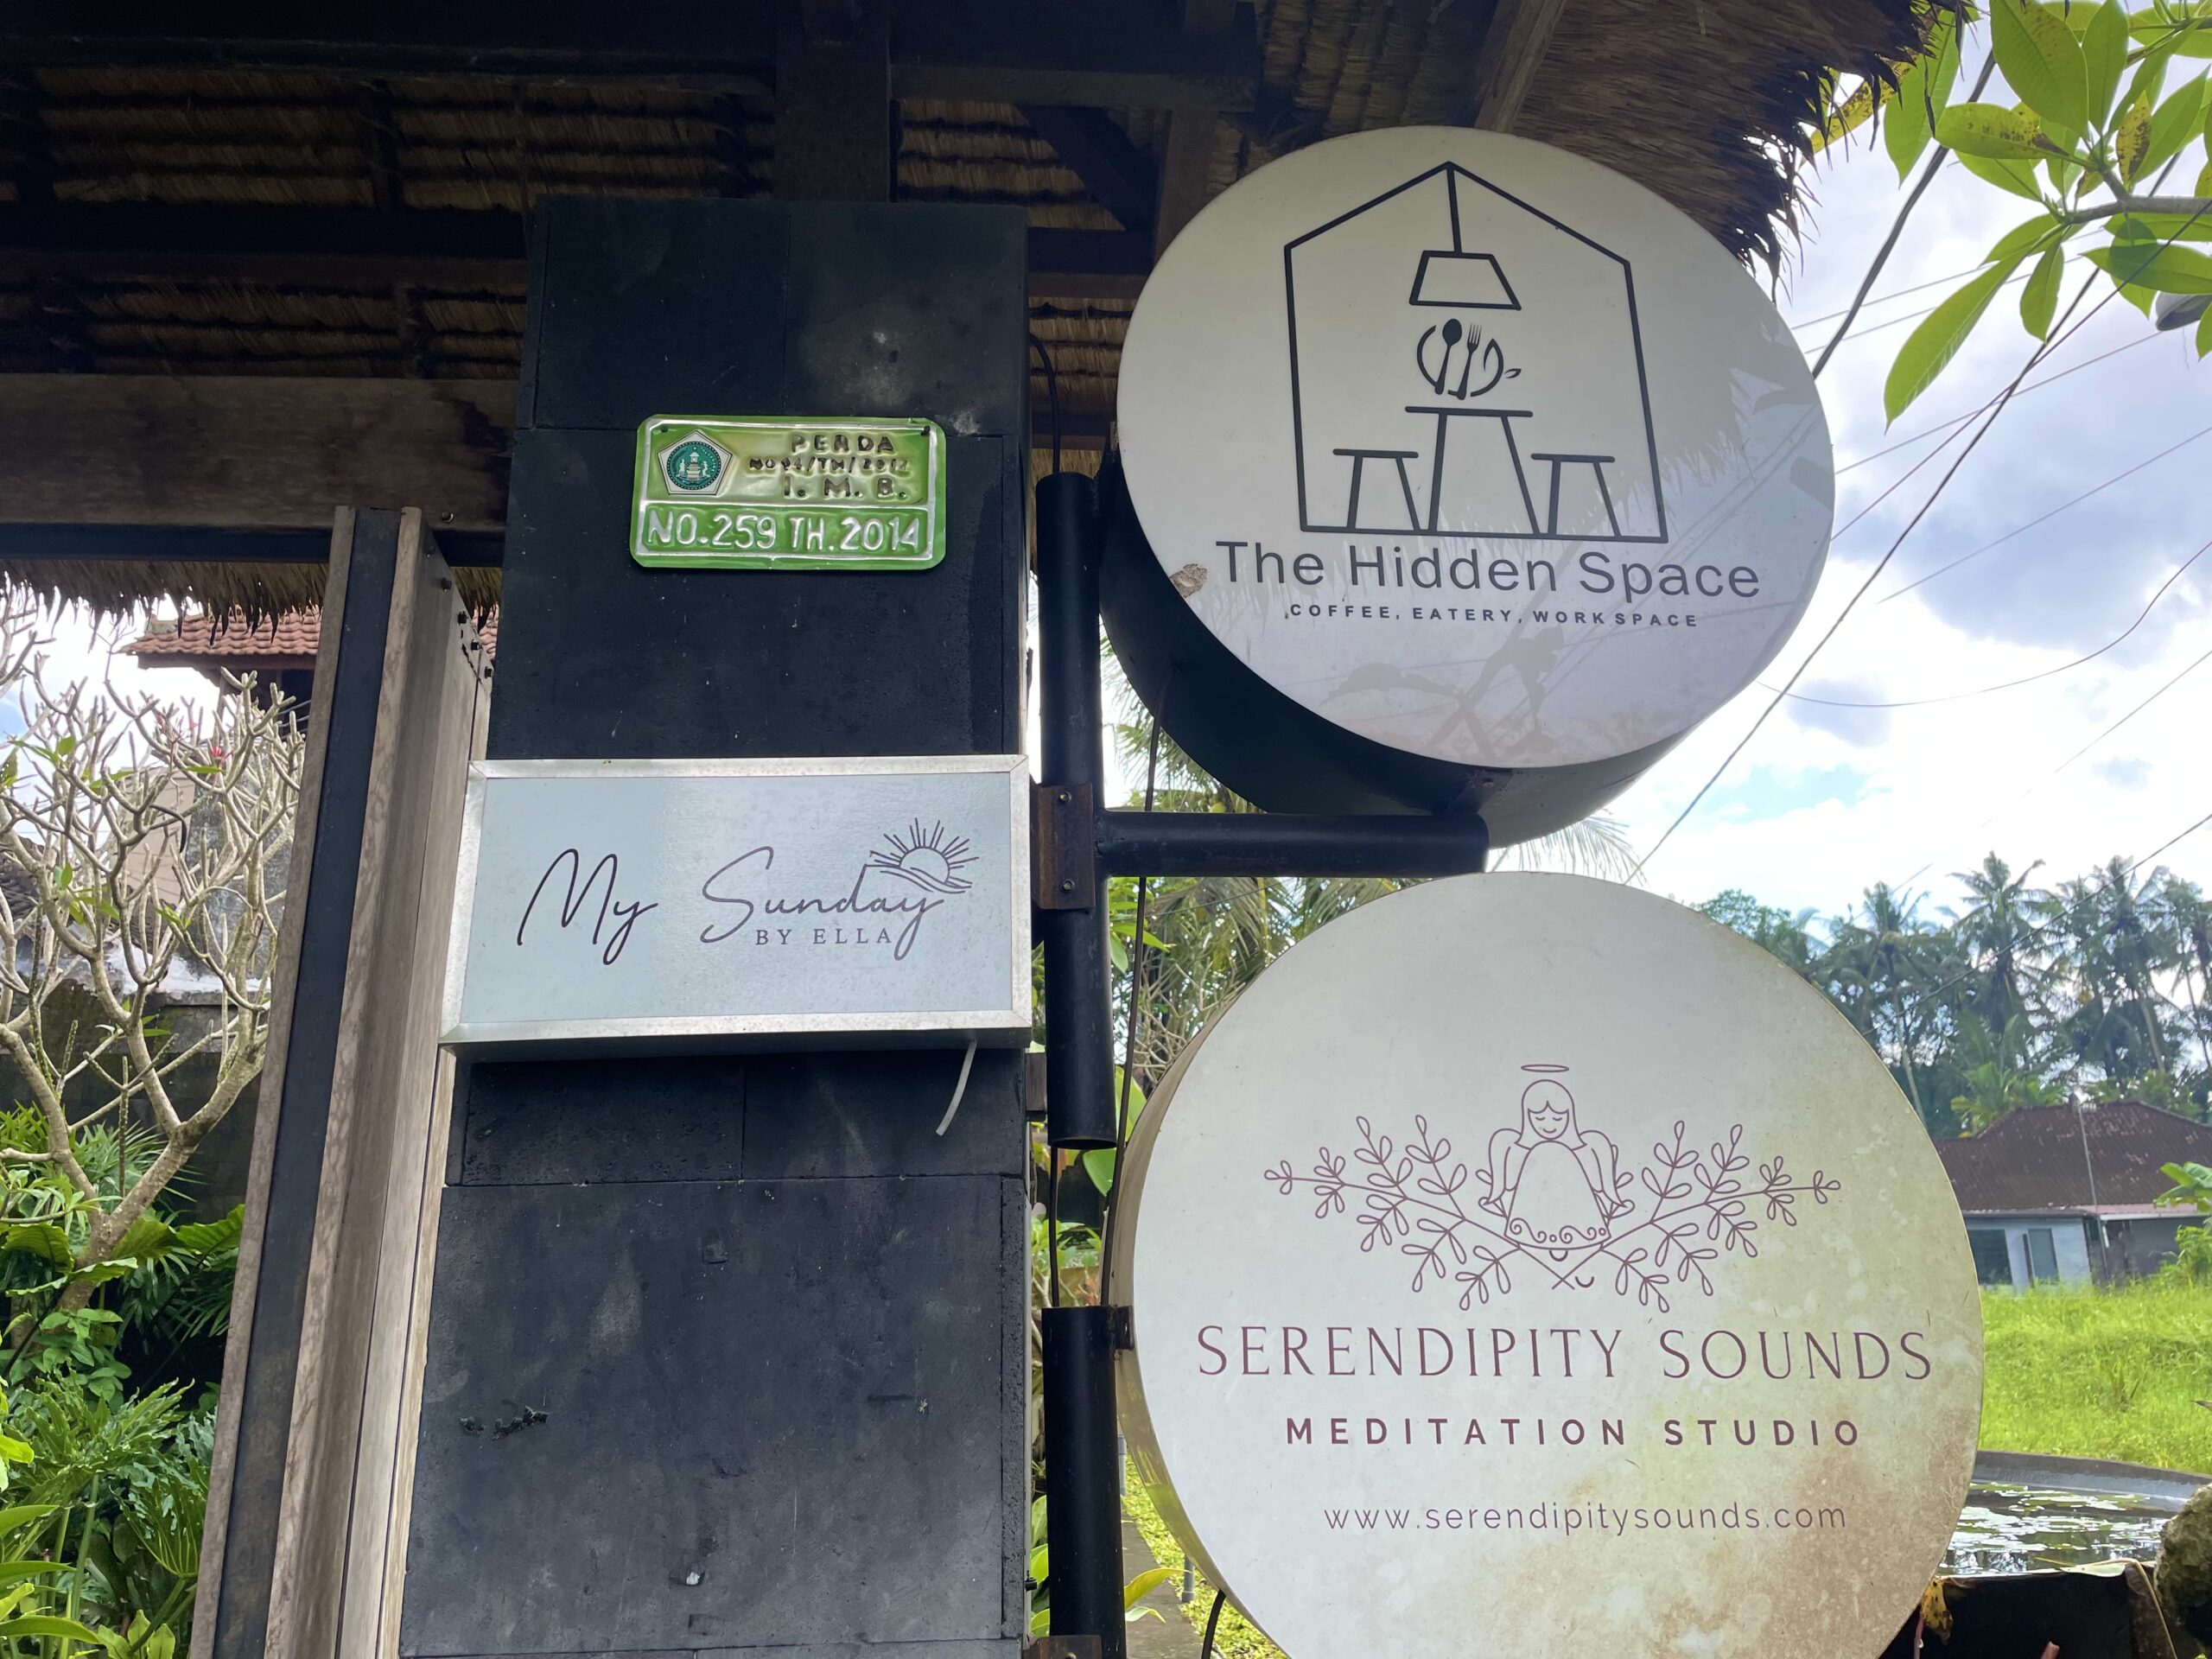 PERDA
I. M. B.
NO. 259 TH. 2014
My Sunday
BY ELLA
The Hidden Space
COFFEE, EATERY, WORK SPACE
SERENDIPITY SOUNDS
MEDITATION STUDIO
www.serendipitysounds.com